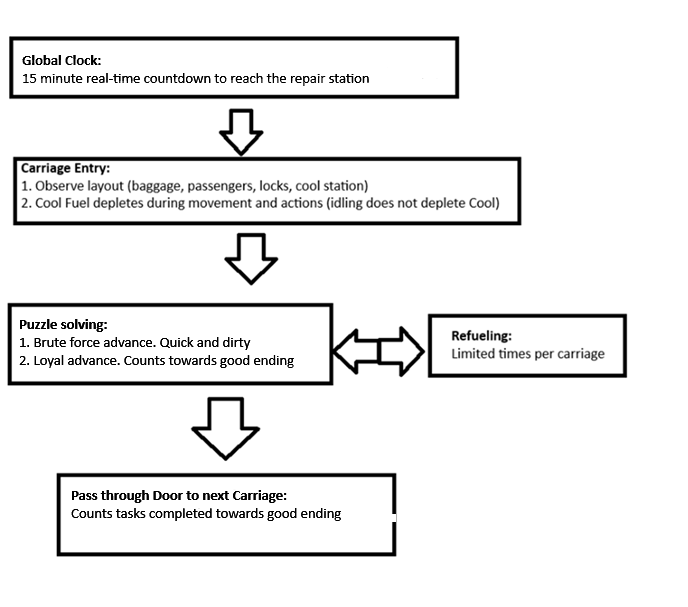 Global Clock:
15 minute real-time countdown to reach the repair station
Carriage Entry:
1. Observe layout (baggage, passengers, locks, cool station)
2. Cool Fuel depletes during movement and actions (idling does not deplete Cool)
Puzzle solving:
1. Brute force advance. Quick and dirty
2. Loyal advance. Counts towards good ending
Refueling:
Limited times per carriage
Pass through Door to next Carriage:
Counts tasks completed towards good ending